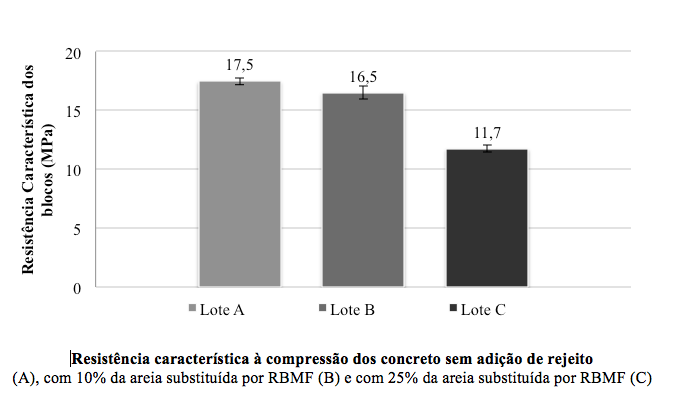 Resistência Característica dos
blocos (MPa)
20
15
10
5
0
17,5
16,5
11,7
Lote A
Lote B
Lote C
Resistência característica à compressão dos concreto sem adição de rejeito
(A), com 10% da areia substituída por RBMF (B) e com 25% da areia substituída por RBMF (C)